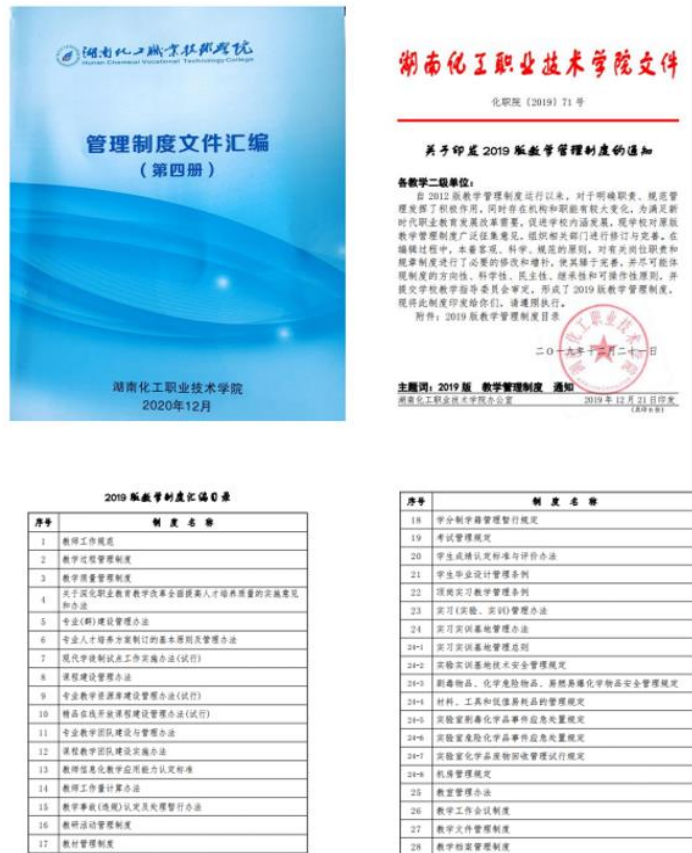 湖南化工职业技术学院
Hunan Chemical Vocational Technology College
管理制度文件汇编
（第四册）
湖南化工职业技术学院
2020年12月
湖南化工职业技术学院文件
化职院〔2019〕71号
关于印发2019版教学管理制度的通知
各教学二级单位：
自2012版教学管理制度运行以来，对于明确职责、规范管
理发挥了积极作用。同时存在机构和职能有较大变化，为满足新
时代职业教育发展改革需要，促进学校内涵发展，现学校对原版
教学管理制度广泛征集意见，组织相关部门进行修订与完善。在
编辑过程中，本着客观、科学、规范的原则，对有关岗位职责和
规章制度进行了必要的修改和增补，使其臻于完善，并尽可能体
现制度的方向性、科学性、民主性、继承性和可操作性原则，并
提交学校教学指导委员会审定，形成了2019版教学管理制度，
现将此制度印发给你们，请遵照执行。
附件：2019版教学管理制度目录
二〇一九年十二月二十一日
主题词：2019版 教学管理制度 通知
湖南化工职业技术学院办公室 2019年12月21日印发
2019版教学制度汇编目录
序号 制度名称
1 教师工作规范
2 教学过程管理制度
3 教学质量管理制度
4 关于深化职业教育教学改革全面提高人才培养质量的实施意见
和办法
5 专业(群)建设管理办法
6 专业人才培养方案制订的基本原则及管理办法
7 现代学徒制试点工作实施办法(试行)
8 课程建设管理办法
9 专业教学资源库建设管理办法(试行)
10 精品在线开放课程建设管理办法(试行)
11 专业教学团队建设与管理办法
12 课程教学团队建设实施办法
13 教师信息化教学应用能力认定标准
14 教师工作量计算办法
15 教学事故(违规)认定及处理暂行办法
16 教研活动管理制度
17 教材管理制度
序号 制度名称
18 学分制学籍管理暂行规定
19 考试管理规定
20 学生成绩认定标准与评价办法
21 学生毕业设计管理条例
22 顶岗实习教学管理条例
23 实习(实验、实训)管理办法
24 实习实训基地管理办法
24-1 实习实训基地管理总则
24-2 实验实训基地技术安全管理规定
24-3 剧毒物品、化学危险物品、易燃易爆化学物品安全管理规定
24-4 材料、工具和低值易耗品的管理规定
24-5 实验室剧毒化学品事件应急处置规定
24-6 实验室危险化学品事件应急处置规定
24-7 实验室化学品废物回收管理试行规定
24-8 机房管理规定
25 教室管理办法
26 教学工作会议制度
27 教学文件管理制度
28 教学档案管理制度